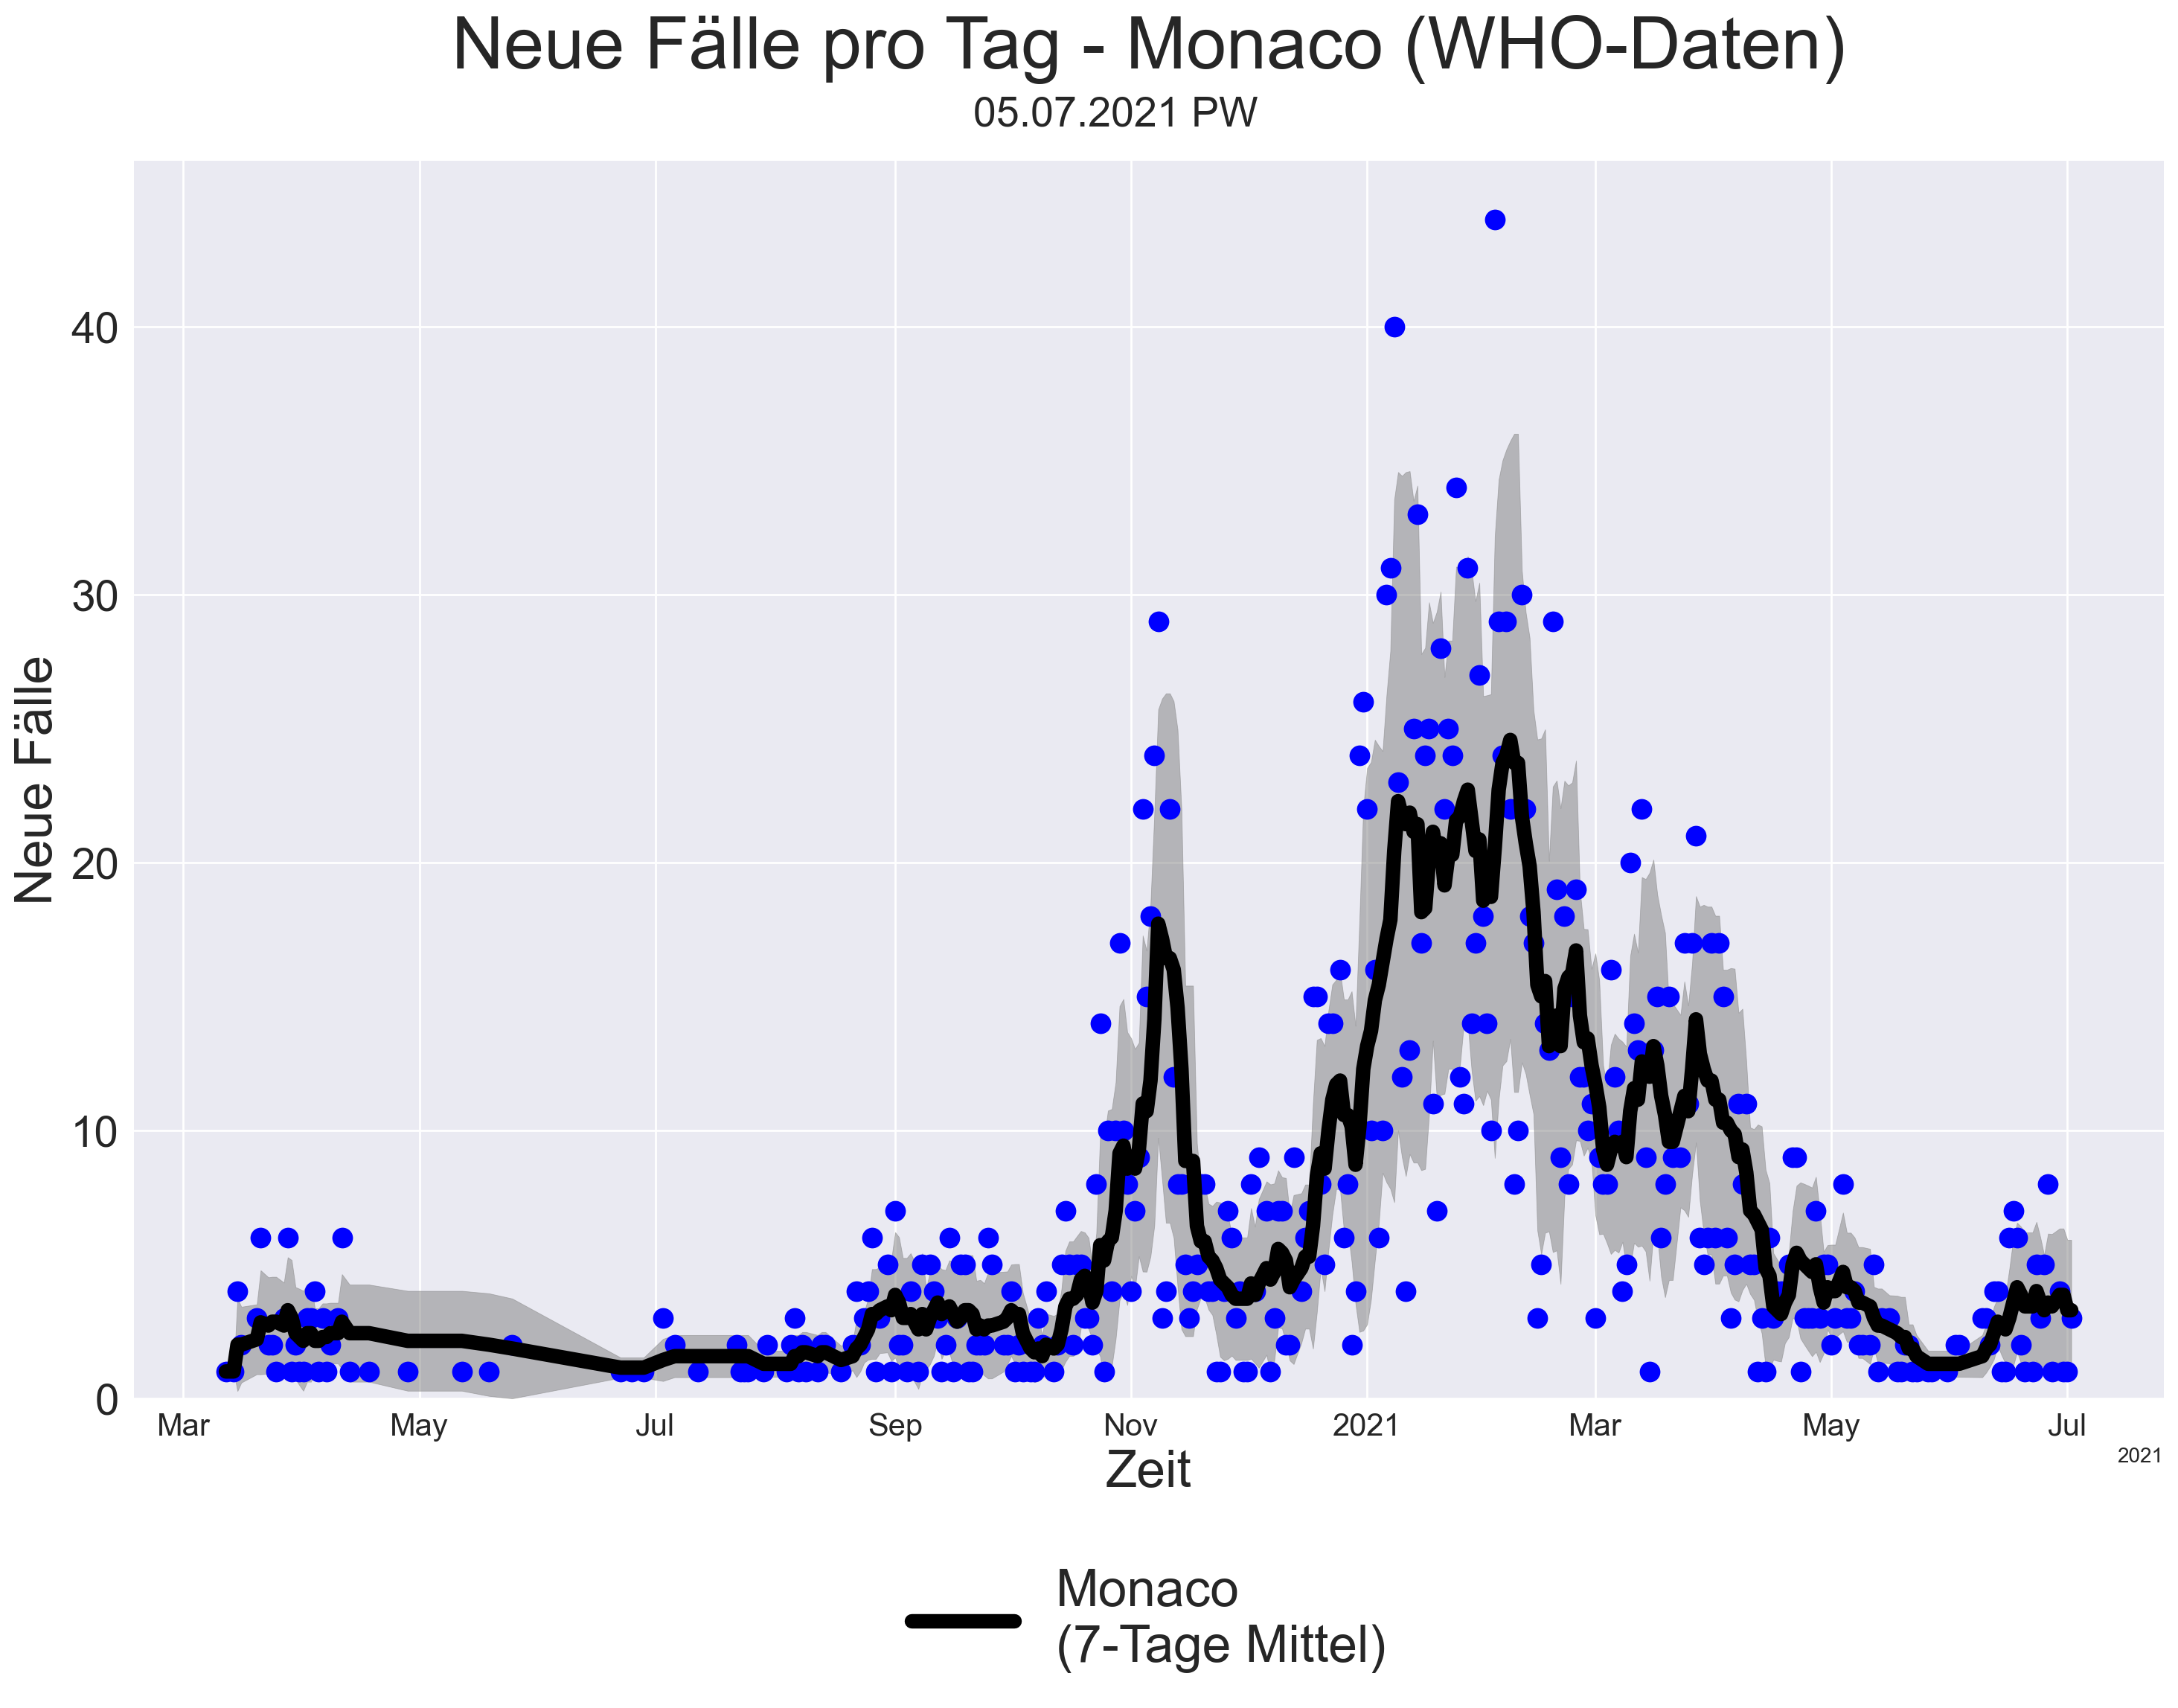 Neue Fälle pro Tag - Monaco (WHO-Daten)
05.07.2021 PW
Neue Fälle
40
30
20
10
0
Mar May Jul Sep Nov 2021 Mar May Jul
2021
Zeit
Monaco
(7-Tage Mittel)